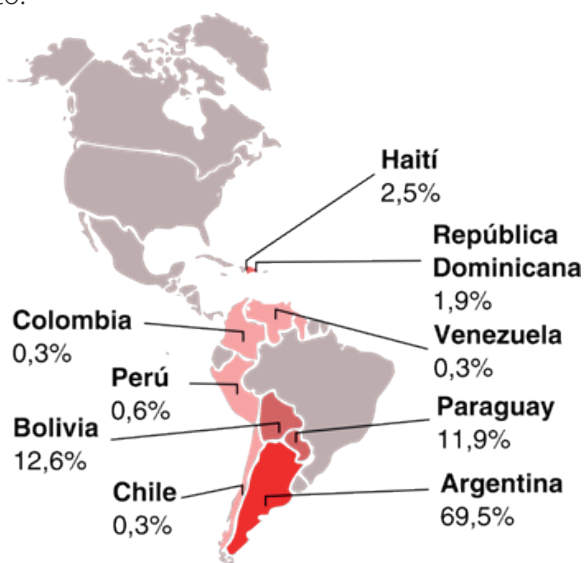 Haití
2,5%
República
Dominicana
1,9%
Colombia
0,3%
Venezuela
0,3%
Perú
0,6%
Paraguay
11,9%
Bolivia
12,6%
Chile
0,3%
Argentina
69,5%